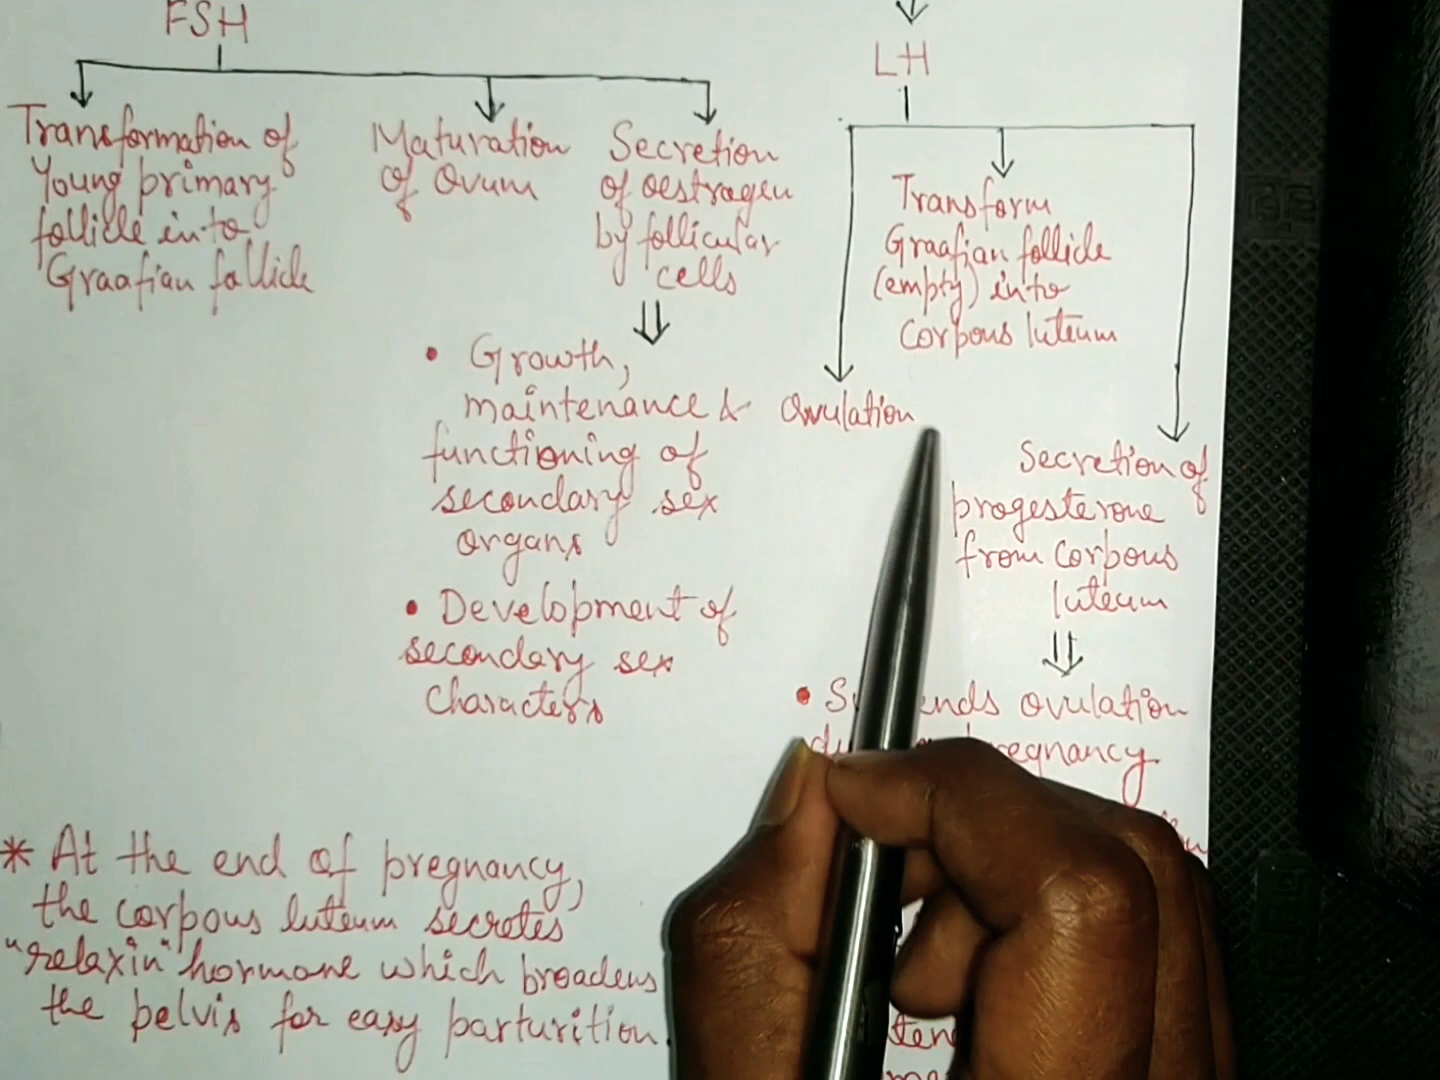 FSH
Transformation of
Young primary
follicle into
Graafian follicle
Maturation
of Ovum
Secretion
of oestrogen
by follicular
cells
• Growth,
maintenance &
functioning of
secondary sex
organs
• Development of
secondary sex
characters
LH
Ovulation
Transform
Graafian follicle
(empty) into
corpous luteum
Secretion of
progesterone
from corpous
luteum
• ovulation
* At the end of pregnancy,
the corpous luteum secretes
"relaxin" hormone which broadens
the pelvis for easy parturition.